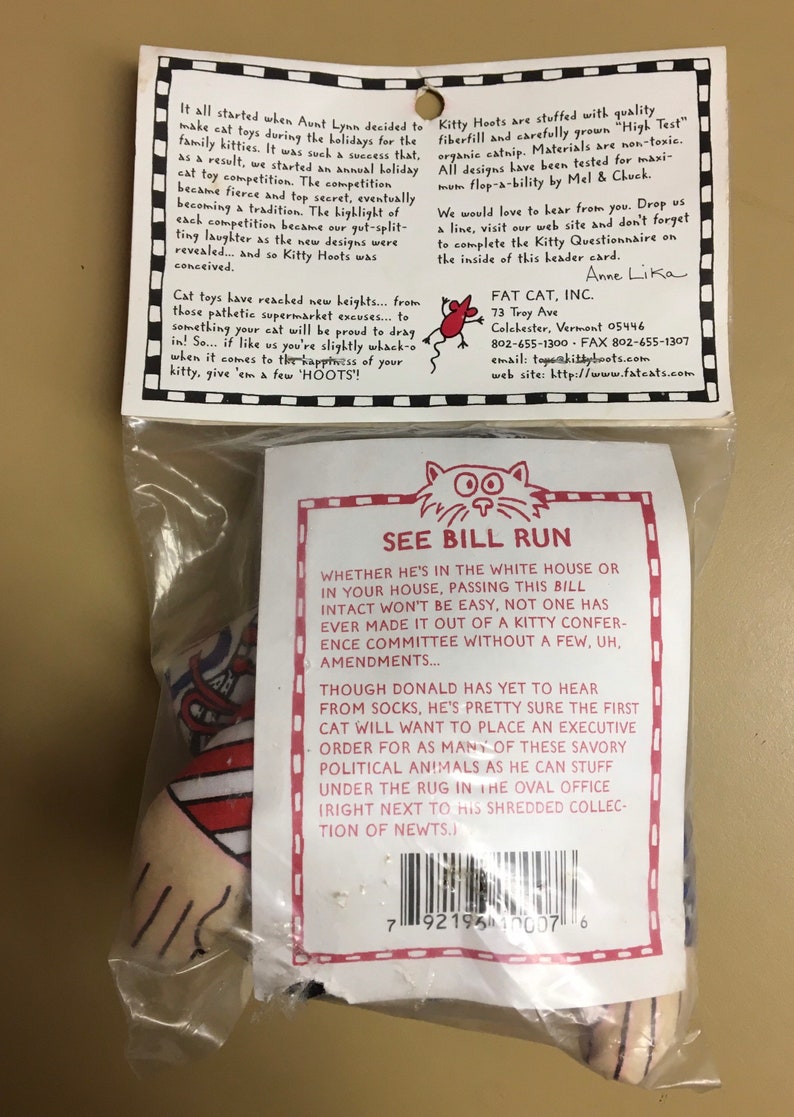 It all started when Aunt Lynn decided to
make cat toys during the holidays for the
family kitties. It was such a success that,
as a result, we started an annual holiday
cat toy competition. The competition
became fierce and top secret, eventually
becoming a tradition. The highlight of
each competition became our gut-split-
ting laughter as the new designs were
revealed... and so Kitty Hoots was
conceived.
Cat toys have reached new heights... from
those pathetic supermarket excuses... to
something your cat will be proud to drag
in! So... if like us you're slightly whack-o
when it comes to the happiness of your
kitty, give 'em a few 'HOOTS'!
Kitty Hoots are stuffed with quality
fiberfill and carefully grown "High Test"
organic catnip. Materials are non-toxic.
All designs have been tested for maxi-
mum flop-a-bility by Mel & Chuck.
We would love to hear from you. Drop us
a line, visit our web site and don't forget
to complete the Kitty Questionnaire on
the inside of this header card.
Anne Lika
FAT CAT, INC.
73 Troy Ave
Colchester, Vermont 05446
802-655-1300 • FAX 802-655-1307
email: toys@kittyhoots.com
web site: http://www.fatcats.com
SEE BILL RUN
WHETHER HE'S IN THE WHITE HOUSE OR
IN YOUR HOUSE, PASSING THIS BILL
INTACT WON'T BE EASY, NOT ONE HAS
EVER MADE IT OUT OF A KITTY CONFER-
ENCE COMMITTEE WITHOUT A FEW, UH,
AMENDMENTS...
THOUGH DONALD HAS YET TO HEAR
FROM SOCKS, HE'S PRETTY SURE THE FIRST
CAT WILL WANT TO PLACE AN EXECUTIVE
ORDER FOR AS MANY OF THESE SAVORY
POLITICAL ANIMALS AS HE CAN STUFF
UNDER THE RUG IN THE OVAL OFFICE
(RIGHT NEXT TO HIS SHREDDED COLLEC-
TION OF NEWTS.)
7 92196 10007 6